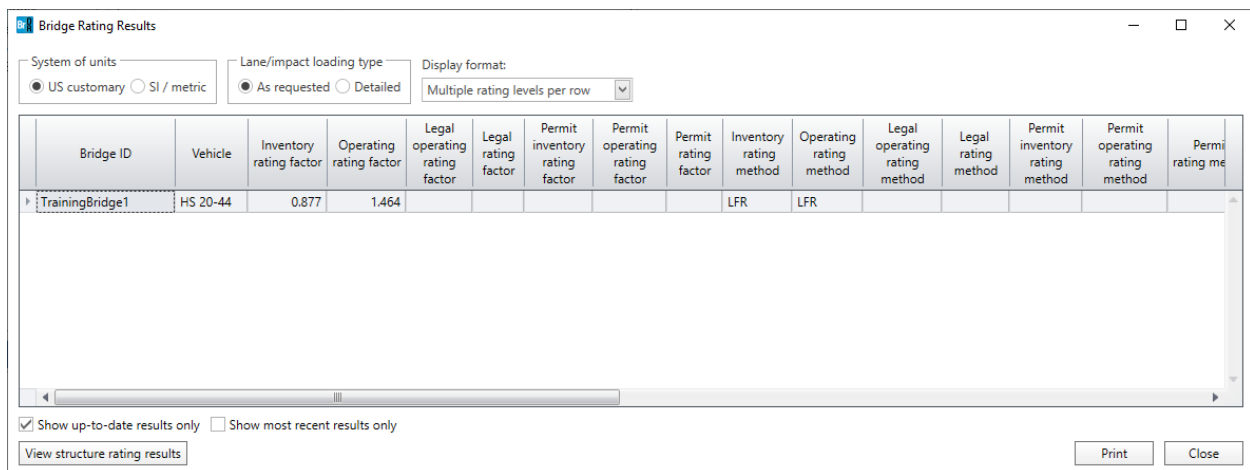 Br Bridge Rating Results
System of units
US customary SI / metric
Lane/impact loading type
As requested Detailed
Display format:
Multiple rating levels per row
Bridge ID
Vehicle
Inventory
rating factor
Operating
rating factor
Legal
operating
rating
factor
Legal
rating
factor
Permit
inventory
rating
factor
Permit
operating
rating
factor
Permit
rating
factor
Inventory
rating
method
Operating
rating
method
Legal
operating
rating
method
Legal
rating
method
Permit
inventory
rating
method
Permit
operating
rating
method
Permi
rating me
TrainingBridge1 HS 20-44 0.877 1.464 LFR LFR
Show up-to-date results only Show most recent results only
View structure rating results Print Close